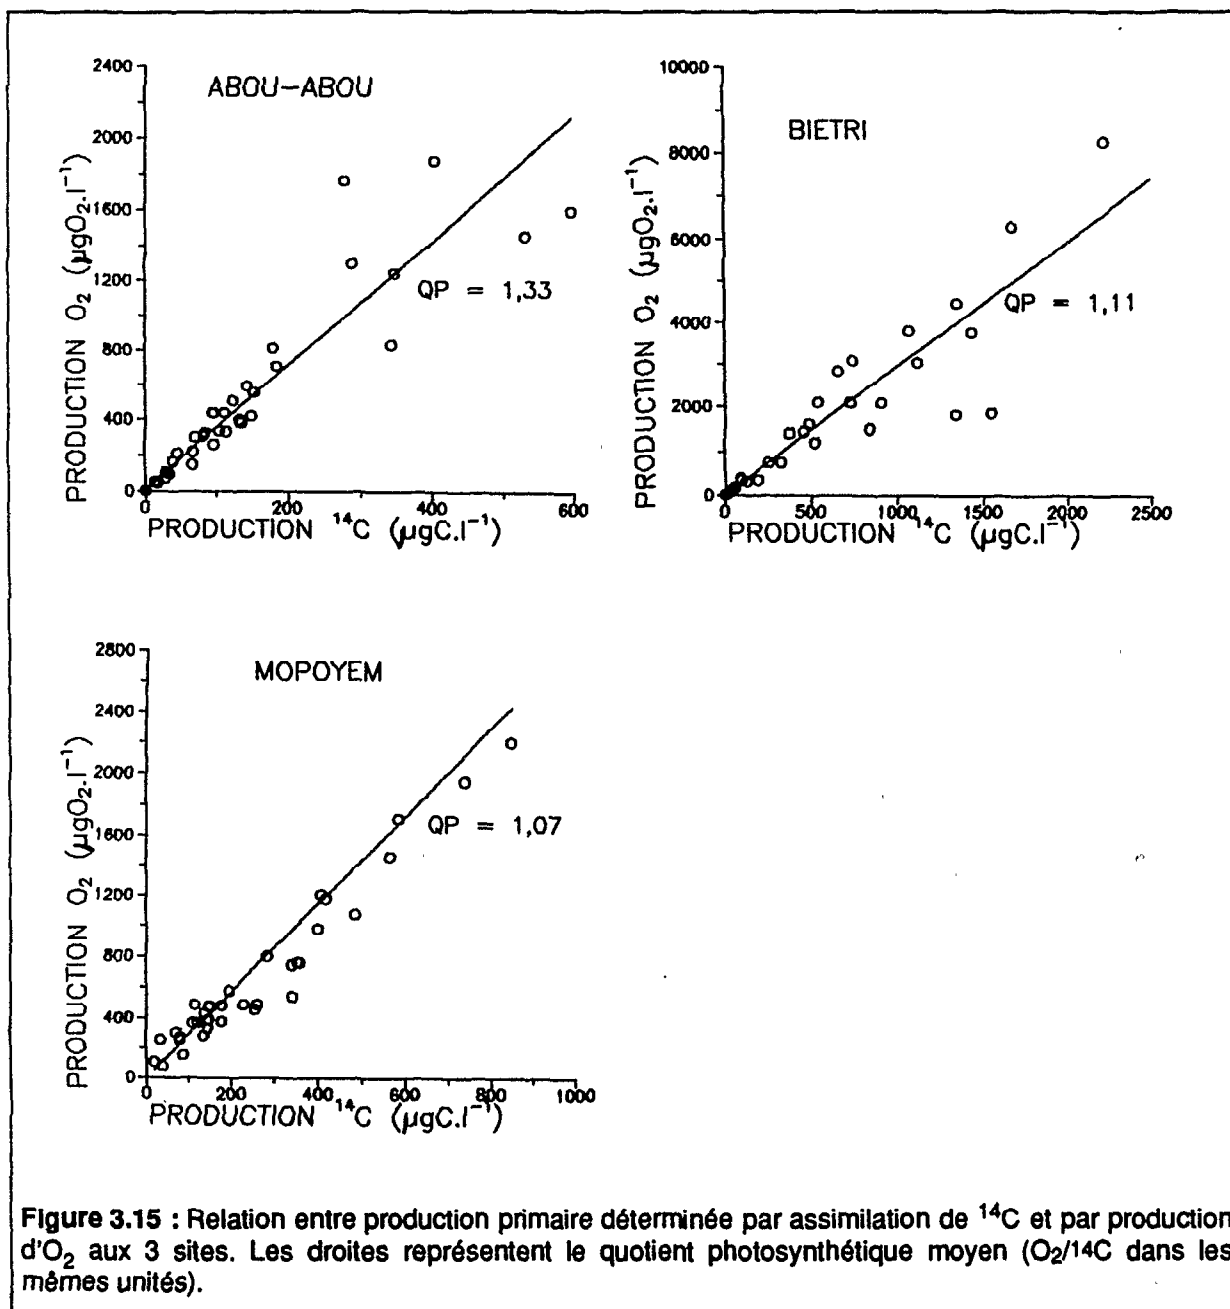 ABOU-ABOU
2400
2000
1600
1200
800
400
0
PRODUCTION O₂ (µgO₂.l⁻¹)
QP = 1,33
0 200 400 600
PRODUCTION ¹⁴C (µgC.l⁻¹)
BIETRI
10000
8000
6000
4000
2000
0
PRODUCTION O₂ (µgO₂.l⁻¹)
QP = 1,11
0 500 1000 1500 2000 2500
PRODUCTION ¹⁴C (µgC.l⁻¹)
MOPOYEM
2800
2400
2000
1600
1200
800
400
0
PRODUCTION O₂ (µgO₂.l⁻¹)
QP = 1,07
0 200 400 600 800 1000
PRODUCTION ¹⁴C (µgC.l⁻¹)
Figure 3.15 : Relation entre production primaire déterminée par assimilation de ¹⁴C et par production
d'O₂ aux 3 sites. Les droites représentent le quotient photosynthétique moyen (O₂/¹⁴C dans les
mêmes unités).